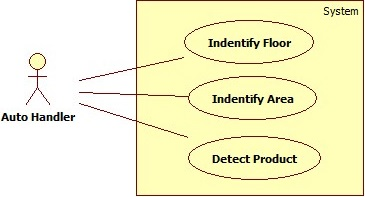 System
Indentify Floor
Indentify Area
Auto Handler
Detect Product